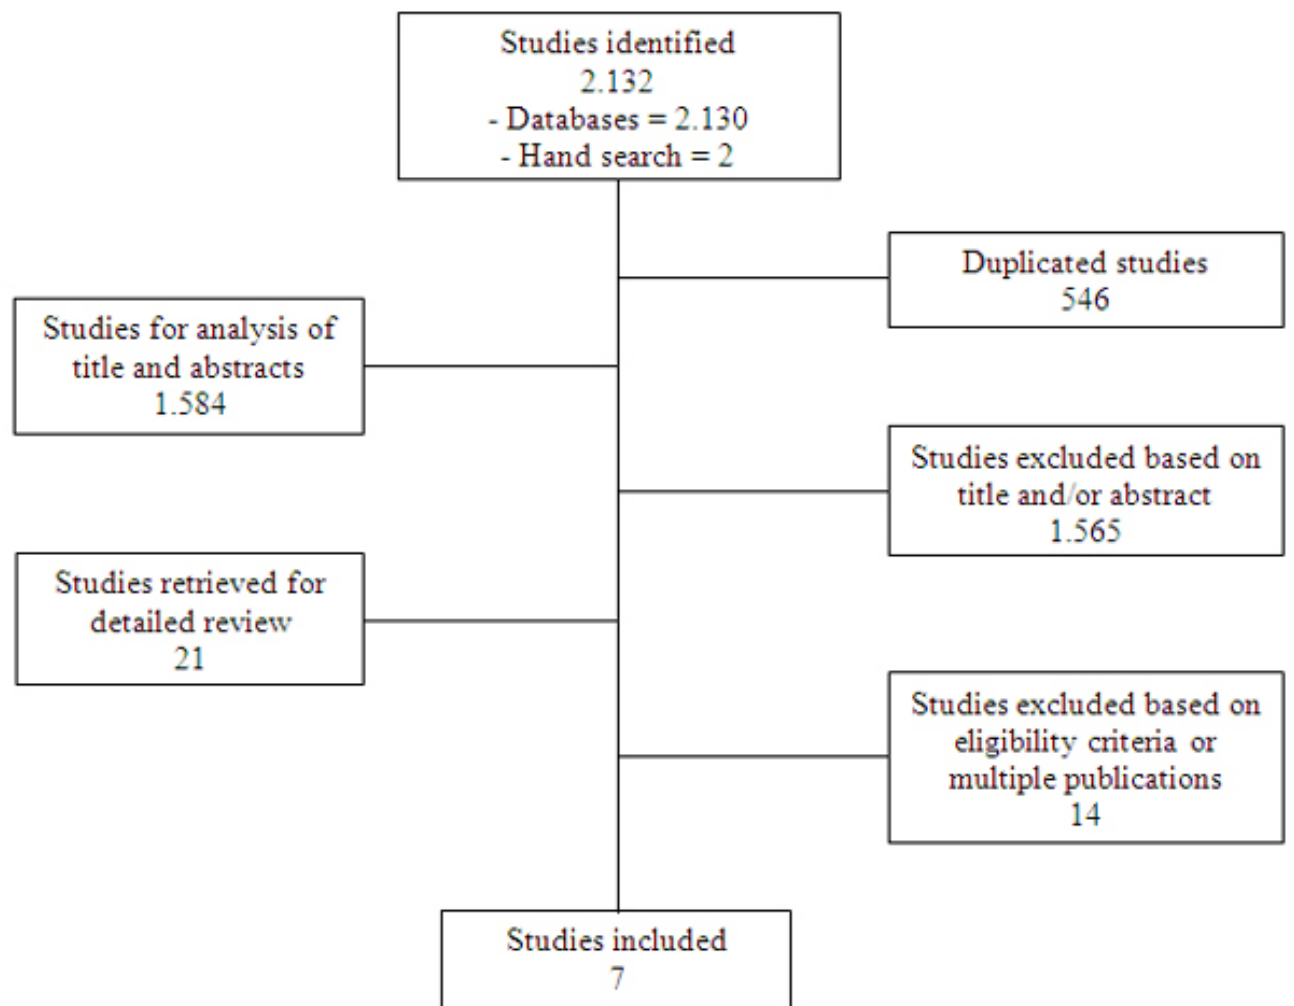 Studies identified
2.132
- Databases = 2.130
- Hand search = 2
Duplicated studies
546
Studies for analysis of
title and abstracts
1.584
Studies excluded based on
title and/or abstract
1.565
Studies retrieved for
detailed review
21
Studies excluded based on
eligibility criteria or
multiple publications
14
Studies included
7